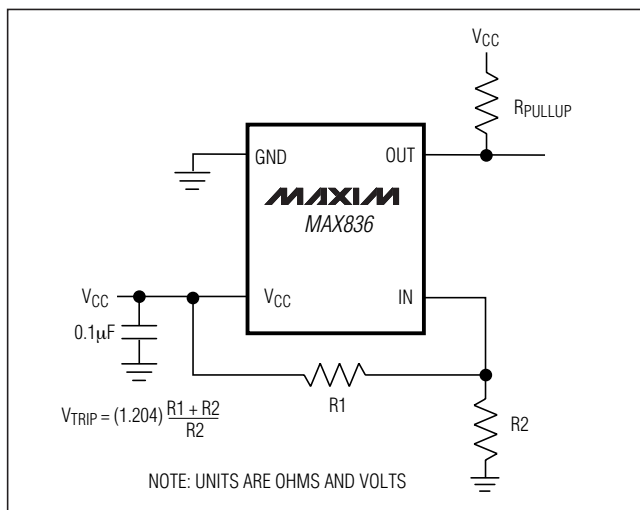 VCC
RPULLUP
GND
OUT
MAXIM
MAX836
VCC
VCC
IN
0.1µF
R1
R2
VTRIP = (1.204) R1 + R2
R2
NOTE: UNITS ARE OHMS AND VOLTS